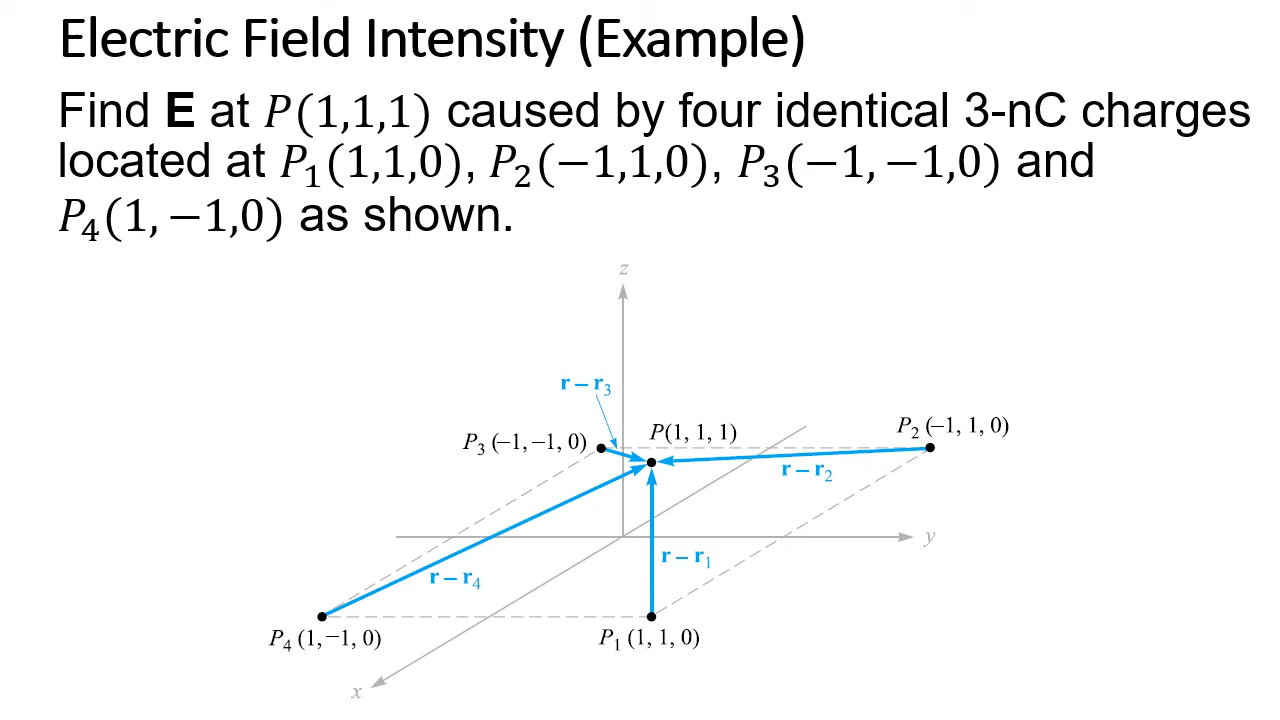 Electric Field Intensity (Example)
Find E at P(1,1,1) caused by four identical 3-nC charges
located at P₁(1,1,0), P₂(−1,1,0), P₃(−1,−1,0) and
P₄(1,−1,0) as shown.
z
r – r₃
P₃ (–1, –1, 0)
P(1, 1, 1)
P₂ (–1, 1, 0)
r – r₂
y
r – r₁
r – r₄
P₄ (1, –1, 0)
P₁ (1, 1, 0)
x